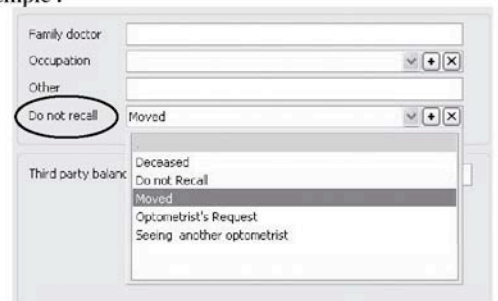 Family doctor
Occupation
Other
Do not recall Moved
Deceased
Third party balanc Do not Recall
Moved
Optometrist's Request
Seeing another optometrist